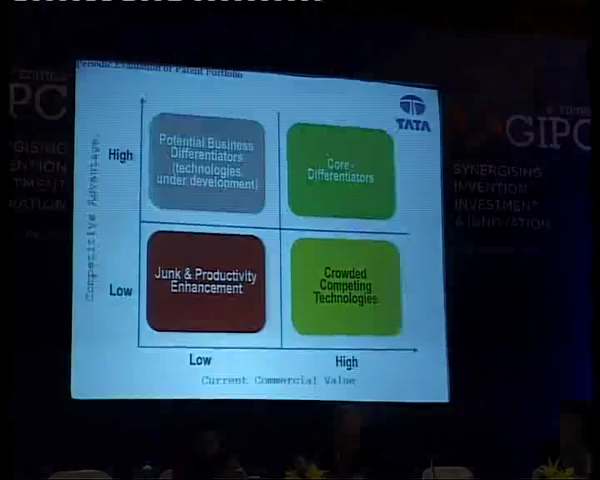 Periodic Evaluation of Patent Portfolio
TATA
High
Low
Competitive Advantage
Potential Business
Differentiators
(technologies
under development)
Core-
Differentiators
Junk & Productivity
Enhancement
Crowded
Competing
Technologies
Low
High
Current Commercial Value
PC
GIPC
SYNERGISING
INVENTION
INVESTMENT
& INNOVATION